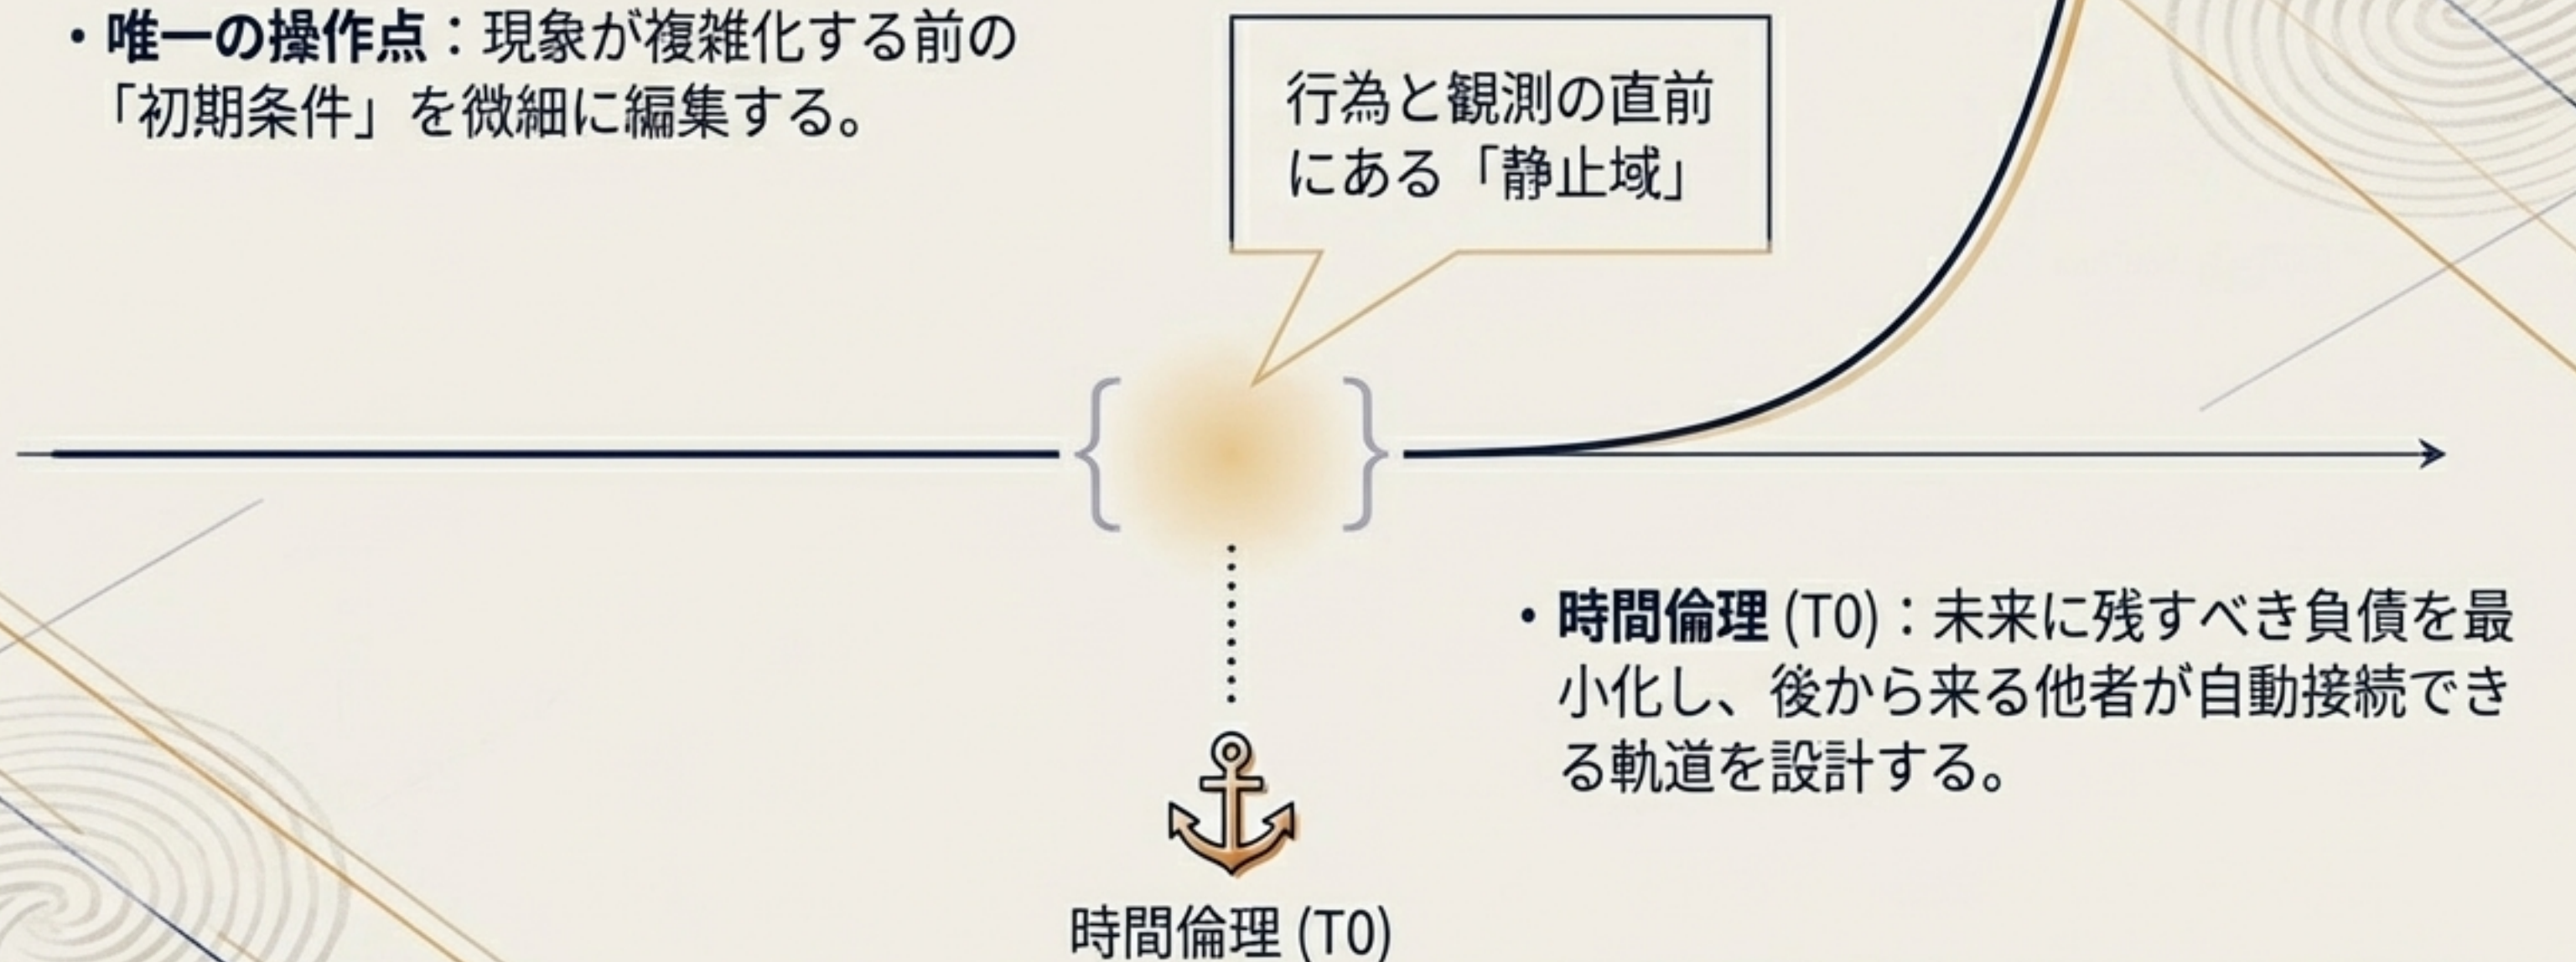 ・唯一の操作点：現象が複雑化する前の
「初期条件」を微細に編集する。
行為と観測の直前
にある「静止域」
・時間倫理 (T0)：未来に残すべき負債を最
小化し、後から来る他者が自動接続でき
る軌道を設計する。
時間倫理 (T0)